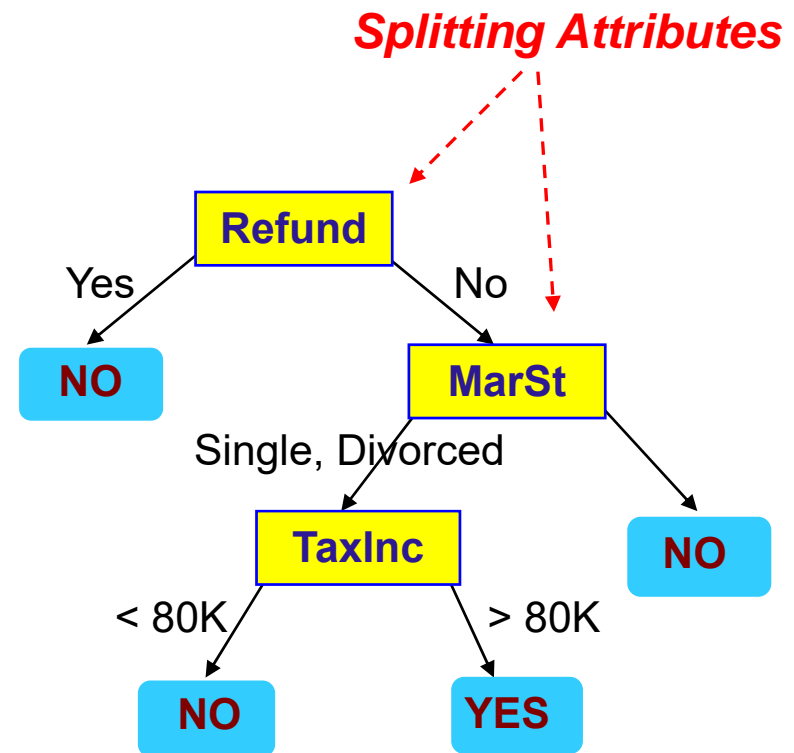 Splitting Attributes
Refund
Yes
No
NO
MarSt
Single, Divorced
TaxInc
NO
< 80K
> 80K
NO
YES